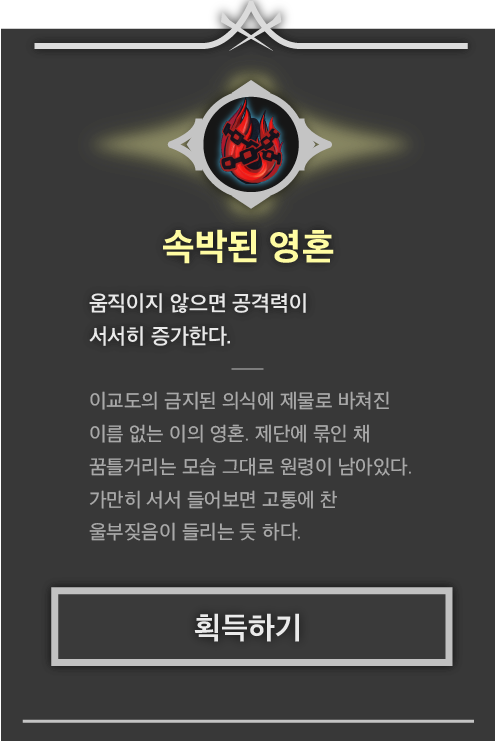 속박된 영혼
움직이지 않으면 공격력이
서서히 증가한다.
이교도의 금지된 의식에 제물로 바쳐진
이름 없는 이의 영혼. 제단에 묶인 채
꿈틀거리는 모습 그대로 원령이 남아있다.
가만히 서서 들어보면 고통에 찬
울부짖음이 들리는 듯 하다.
획득하기